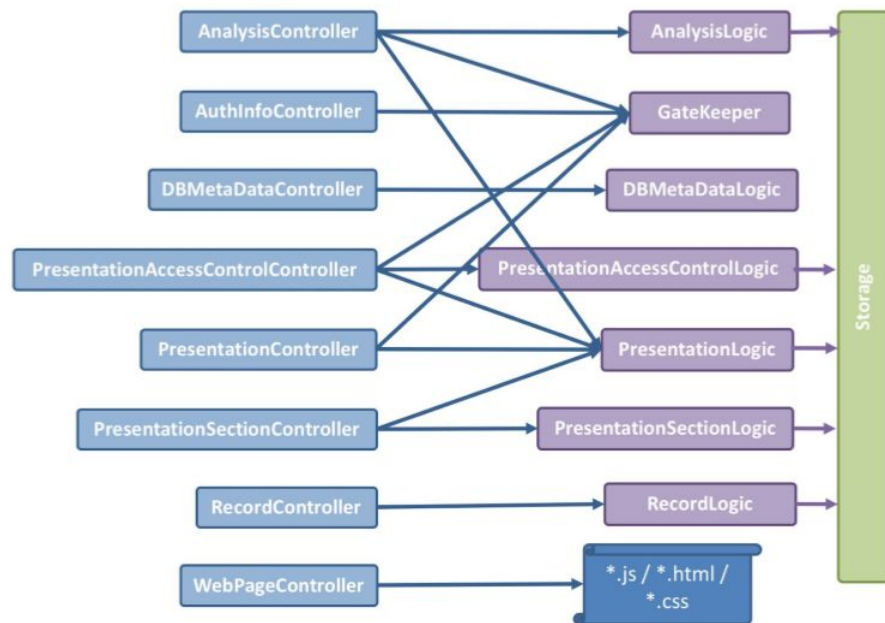 AnalysisController
AnalysisLogic
AuthInfoController
GateKeeper
DBMetaDataController
DBMetaDataLogic
PresentationAccessControlController
PresentationAccessControlLogic
Storage
PresentationController
PresentationLogic
PresentationSectionController
PresentationSectionLogic
RecordController
RecordLogic
WebPageController
*.js / *.html /
*.css